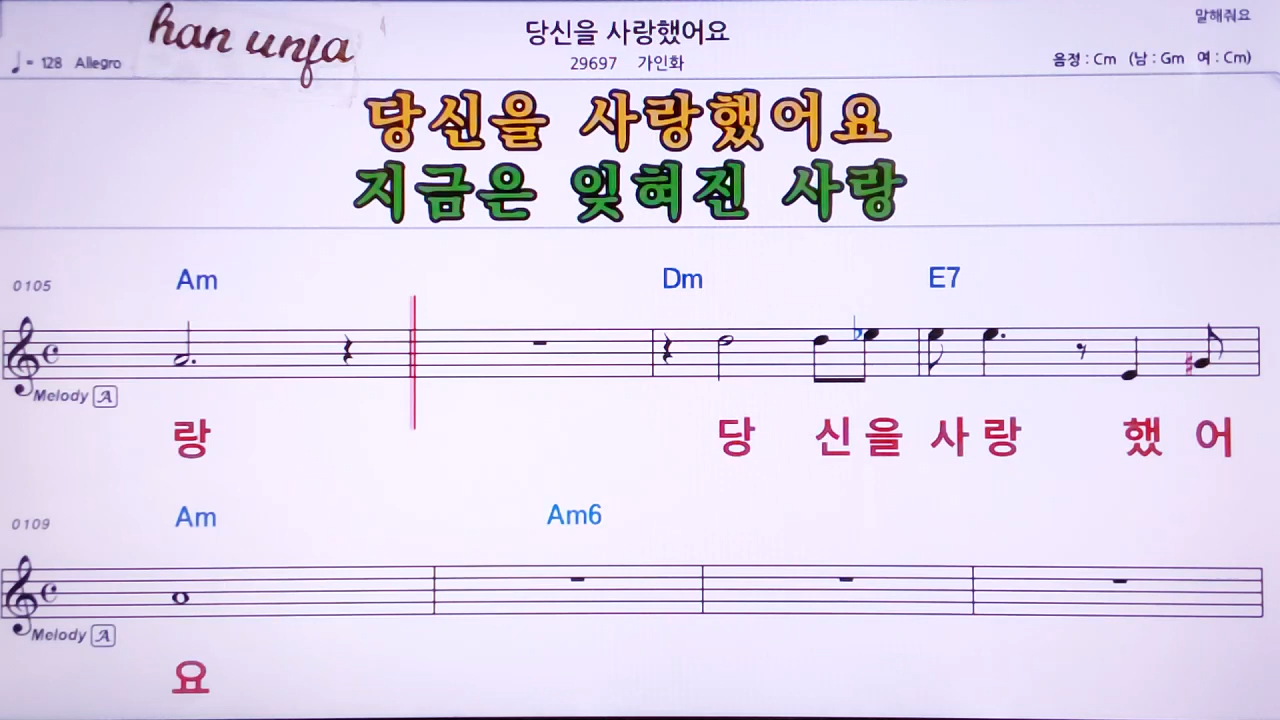 han unja
당신을 사랑했어요
말해줘요
♩= 128 Allegro
29697 가인화
음정 : Cm (남 : Gm 여 : Cm)
당신을 사랑했어요
지금은 잊혀진 사랑
0105 Am Dm E7
Melody A
랑 당 신 을 사 랑 했 어
0109 Am Am6
Melody A
요